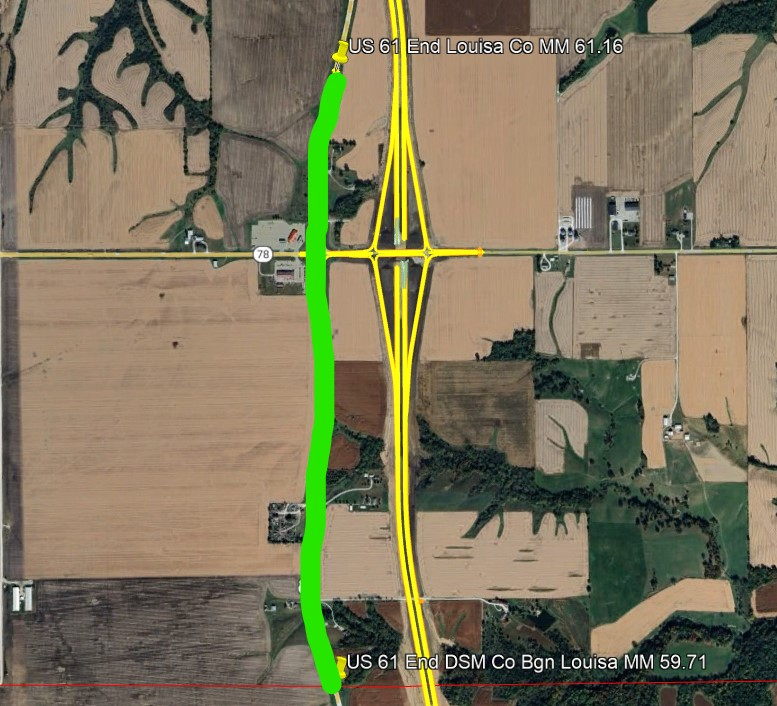 US 61 End Louisa Co MM 61.16
78
US 61 End DSM Co Bgn Louisa MM 59.71